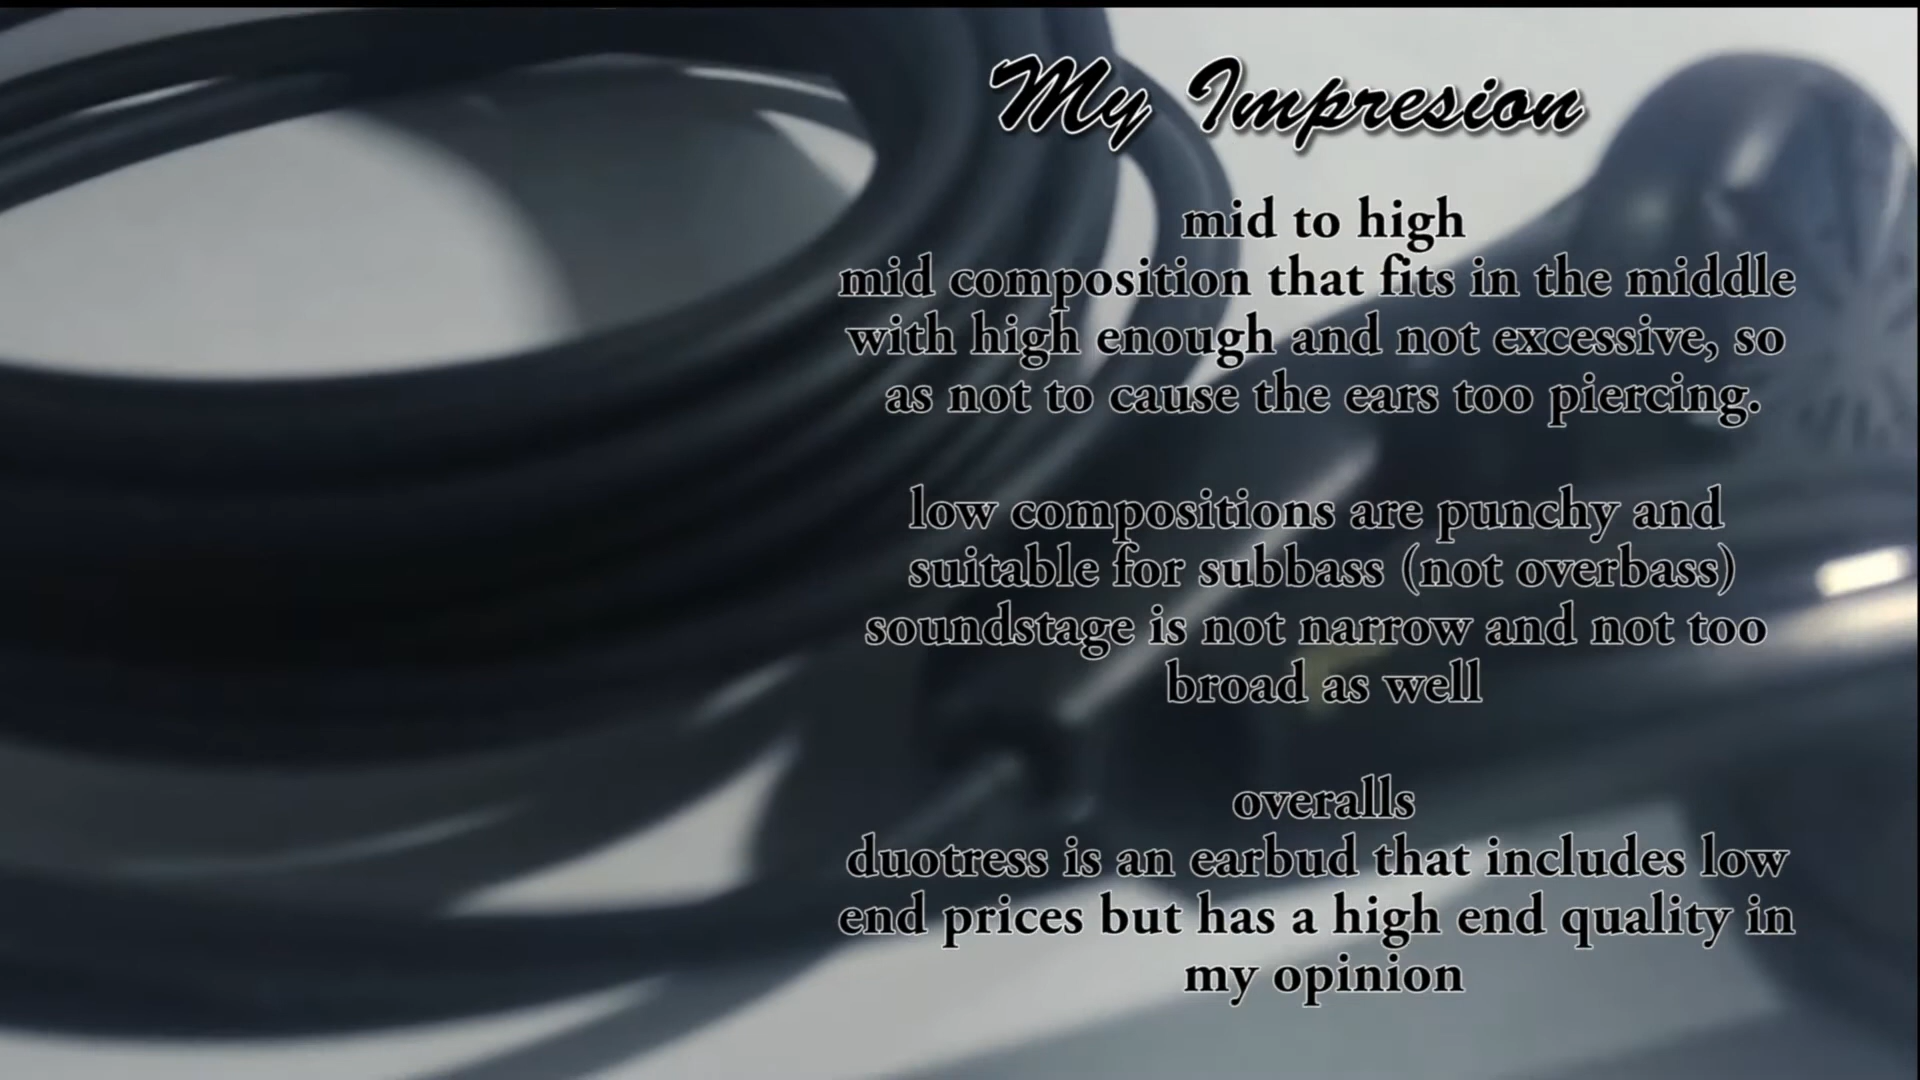 My Impresion
mid to high
mid composition that fits in the middle
with high enough and not excessive, so
as not to cause the ears too piercing.
low compositions are punchy and
suitable for subbass (not overbass)
soundstage is not narrow and not too
broad as well
overalls
duotress is an earbud that includes low
end prices but has a high end quality in
my opinion